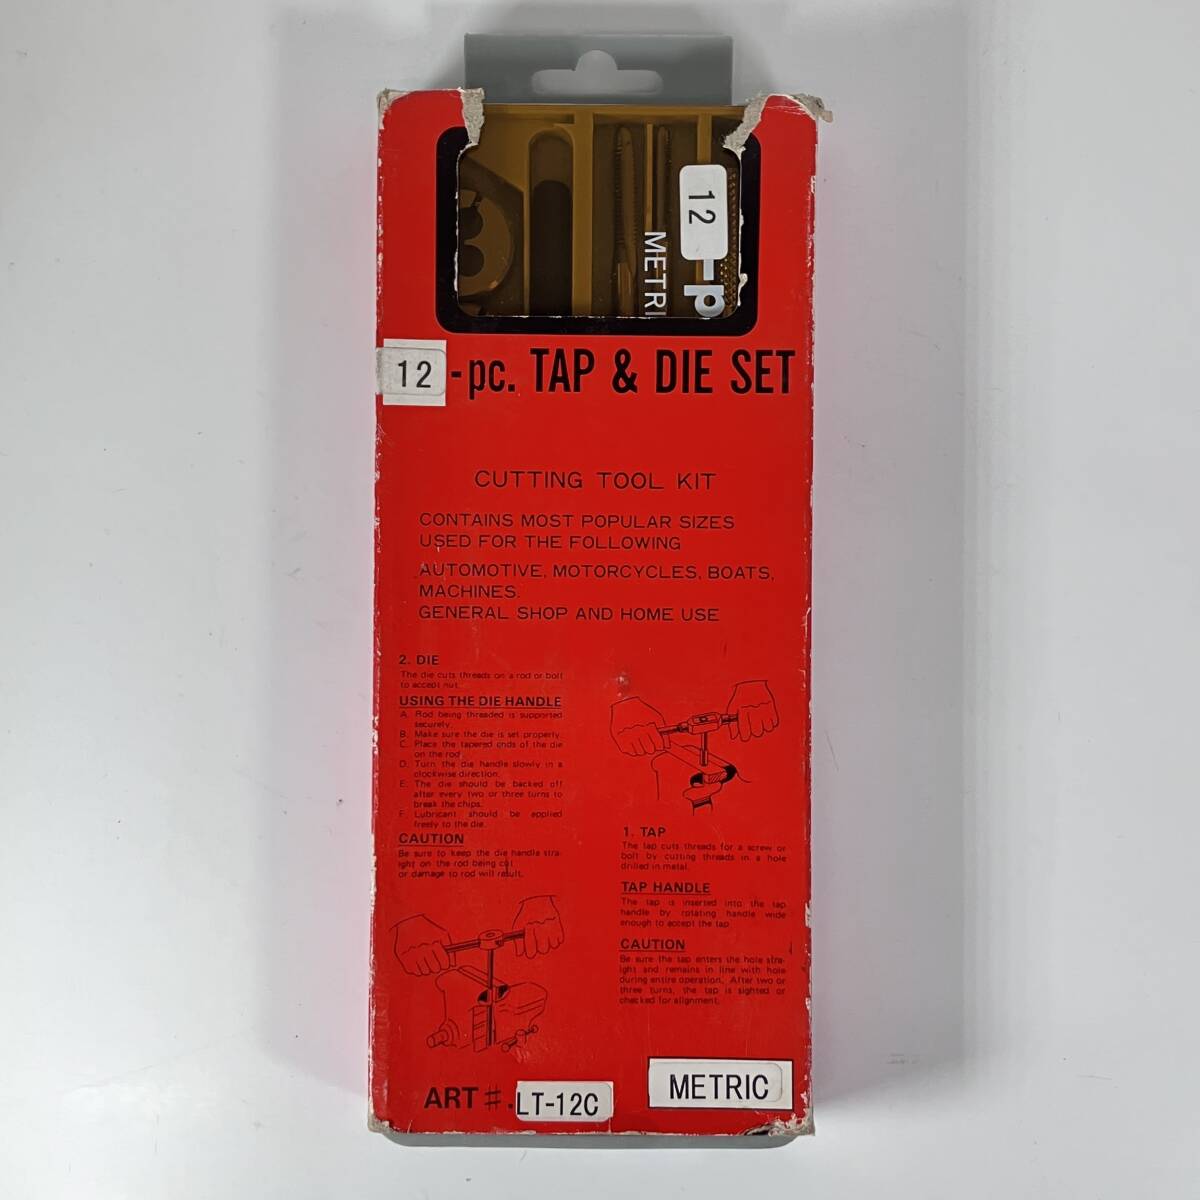 12
-p
METRI
12 -pc. TAP & DIE SET
CUTTING TOOL KIT
CONTAINS MOST POPULAR SIZES
USED FOR THE FOLLOWING
AUTOMOTIVE, MOTORCYCLES, BOATS,
MACHINES.
GENERAL SHOP AND HOME USE
2. DIE
The die cuts threads on a rod or bolt
to accept nut.
USING THE DIE HANDLE
A. Rod being threaded is supported
securely.
B. Make sure the die is set properly.
C. Place the tapered ends of the die
on the rod.
D. Turn the die handle slowly in a
clockwise direction.
E. The die should be backed off
after every two or three turns to
break the chips.
F. Lubricant should be applied
freely to the die.
CAUTION
Be sure to keep the die handle stra-
ight on the rod being cut
or damage to rod will result.
1. TAP
The tap cuts threads for a screw or
bolt by cutting threads in a hole
drilled in metal.
TAP HANDLE
The tap is inserted into the tap
handle by rotating handle wide
enough to accept the tap.
CAUTION
Be sure the tap enters the hole stra-
ight and remains in line with hole
during entire operation. After two or
three turns, the tap is sighted or
checked for alignment.
ART #. LT-12C
METRIC